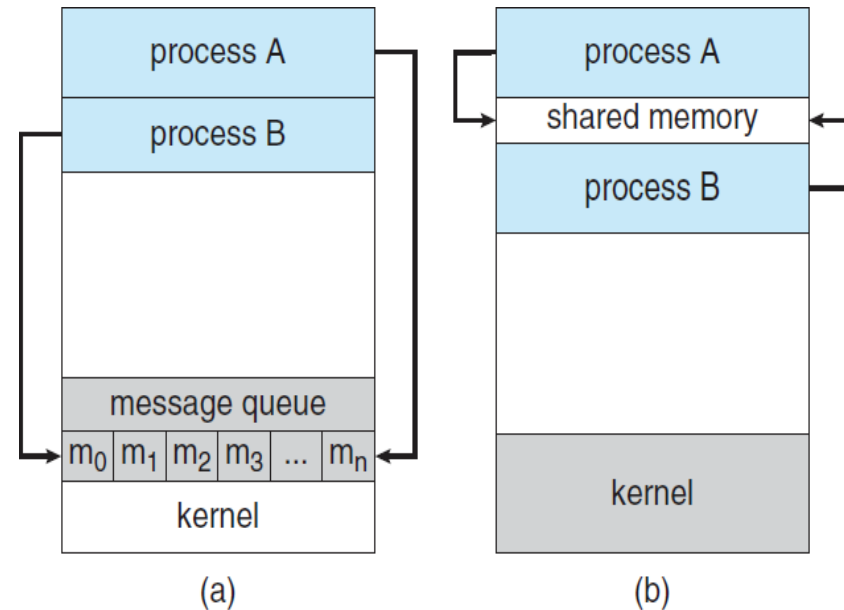 process A
process B
message queue
m0 m1 m2 m3 ... mn
kernel
(a)
process A
shared memory
process B
kernel
(b)